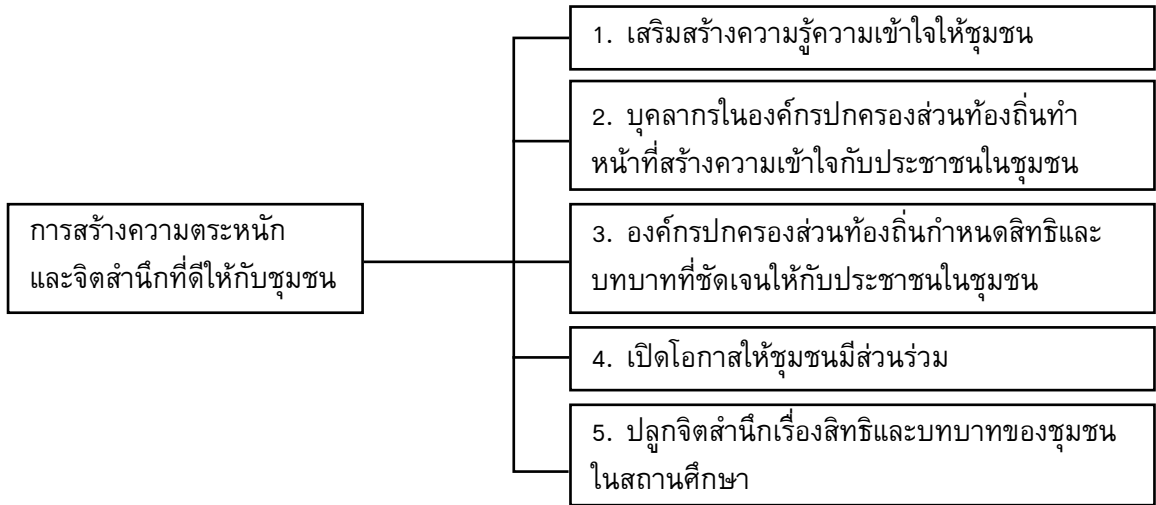 1. เสริมสร้างความรู้ความเข้าใจให้ชุมชน
2. บุคลากรในองค์กรปกครองส่วนท้องถิ่นทำ
หน้าที่สร้างความเข้าใจกับประชาชนในชุมชน
การสร้างความตระหนัก
และจิตสำนึกที่ดีให้กับชุมชน
3. องค์กรปกครองส่วนท้องถิ่นกำหนดสิทธิและ
บทบาทที่ชัดเจนให้กับประชาชนในชุมชน
4. เปิดโอกาสให้ชุมชนมีส่วนร่วม
5. ปลูกจิตสำนึกเรื่องสิทธิและบทบาทของชุมชน
ในสถานศึกษา